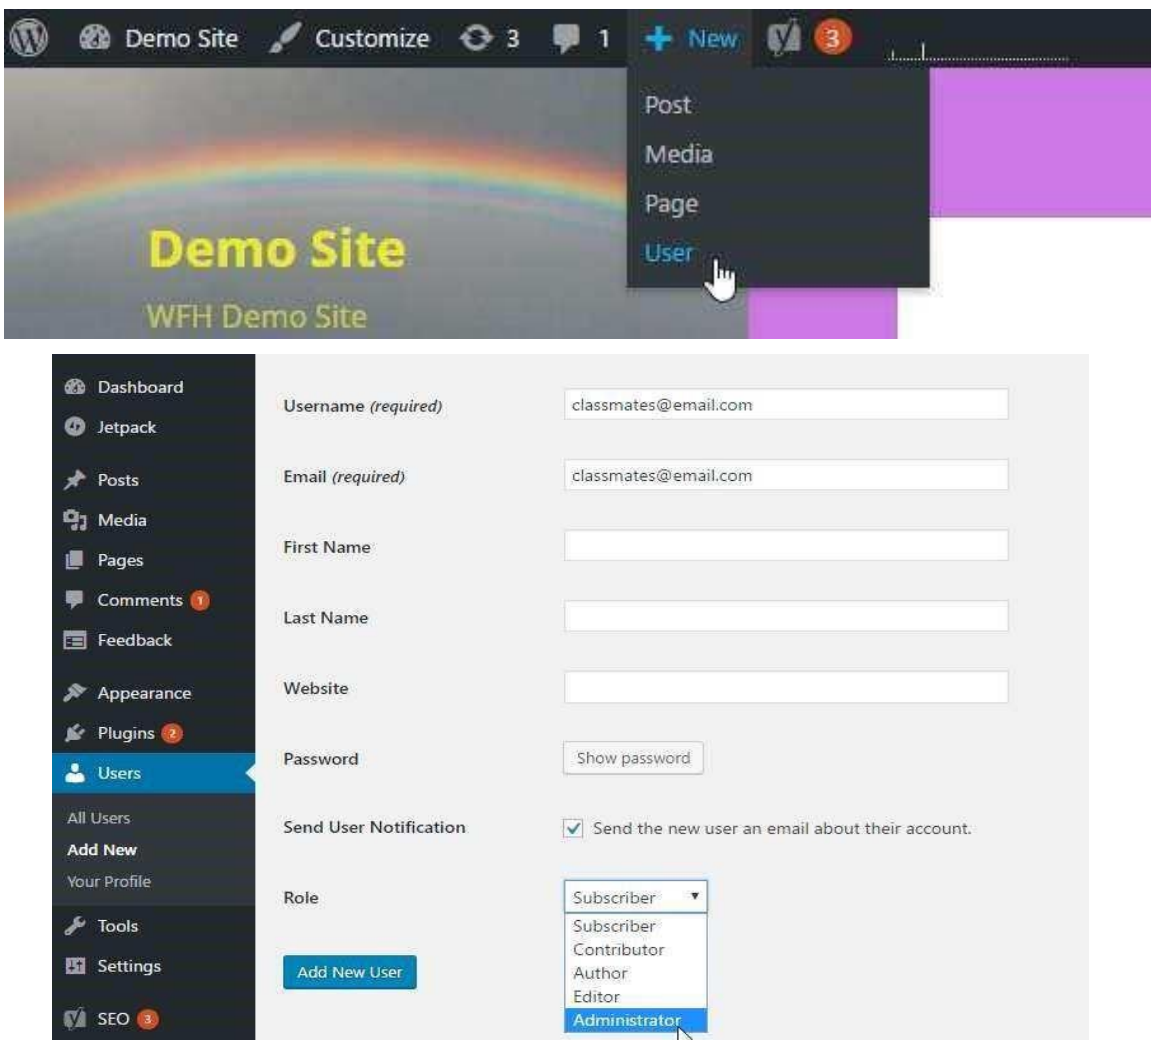 Demo Site Customize 3 1 + New 3
Post
Media
Page
User
Demo Site
WFH Demo Site
Dashboard
Jetpack
Posts
Media
Pages
Comments 1
Feedback
Appearance
Plugins 2
Users
All Users
Add New
Your Profile
Tools
Settings
SEO 3
Username (required) classmates@email.com
Email (required) classmates@email.com
First Name
Last Name
Website
Password Show password
Send User Notification Send the new user an email about their account.
Role Subscriber
Subscriber
Contributor
Author
Editor
Administrator
Add New User